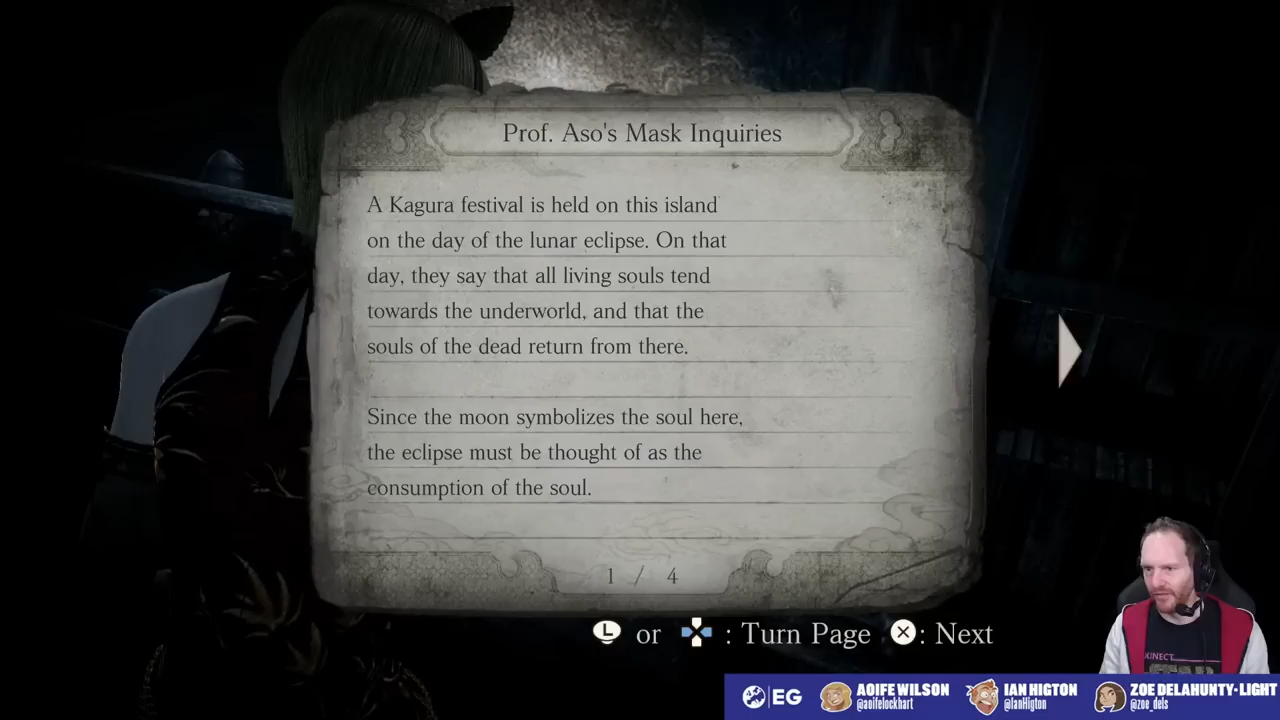 Prof. Aso's Mask Inquiries
A Kagura festival is held on this island
on the day of the lunar eclipse. On that
day, they say that all living souls tend
towards the underworld, and that the
souls of the dead return from there.
Since the moon symbolizes the soul here,
the eclipse must be thought of as the
consumption of the soul.
1 / 4
L or : Turn Page X : Next
KINECT
STAR
EG
AOIFE WILSON
@aoifelockhart
IAN HIGTON
@IanHigton
ZOE DELAHUNTY-LIGHT
@zoe_dels